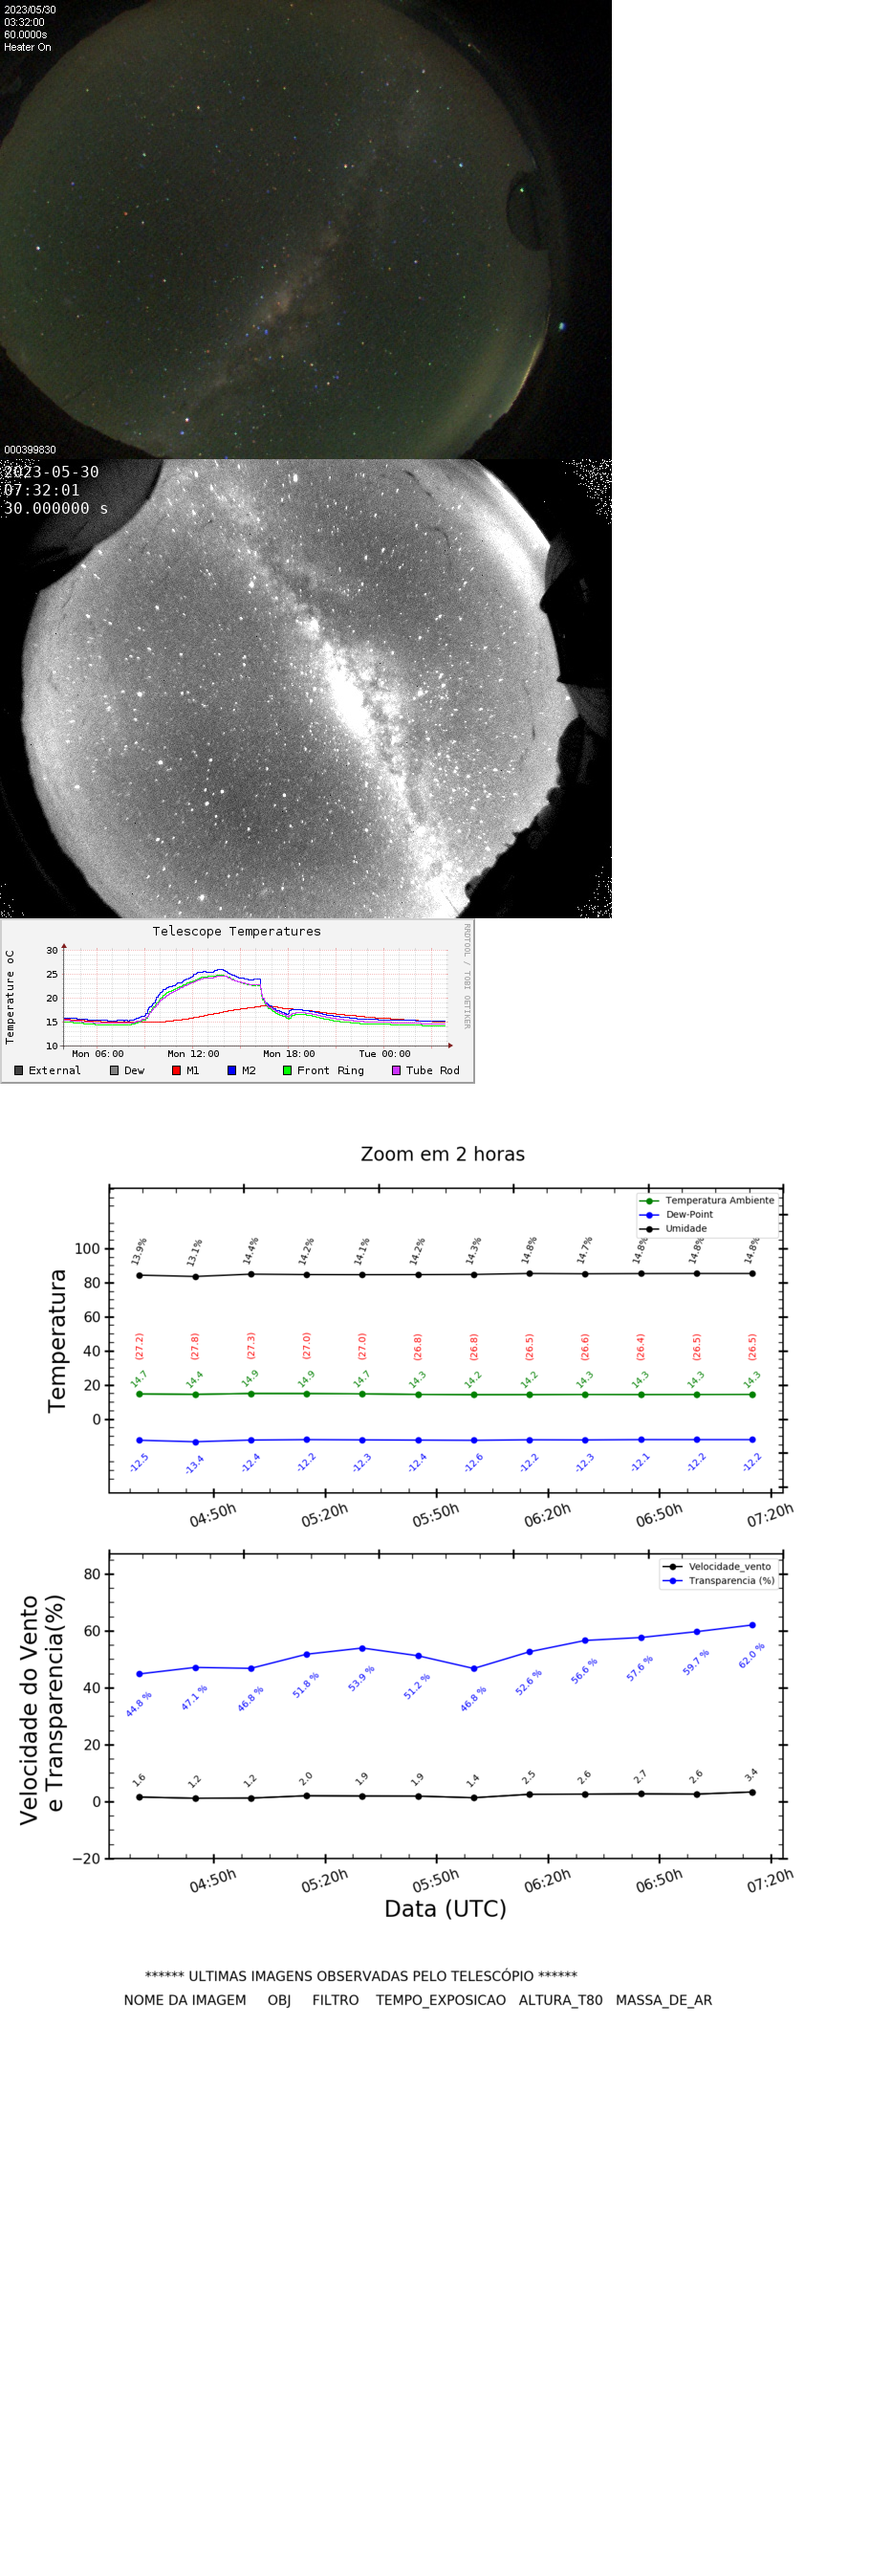 2023/05/30
03:32:00
60.0000s
Heater On
000399830
2023-05-30
07:32:01
30.000000 s
Telescope Temperatures
RRDTOOL / TOBI OETIKER
Temperature oC
30
25
20
15
10
Mon 06:00 Mon 12:00 Mon 18:00 Tue 00:00
External Dew M1 M2 Front Ring Tube Rod
Zoom em 2 horas
Temperatura Ambiente
Dew-Point
Umidade
Temperatura
100
80
60
40
20
0
13.9% 13.1% 14.4% 14.2% 14.1% 14.2% 14.3% 14.8% 14.7% 14.8% 14.8% 14.8%
(27.2) (27.8) (27.3) (27.0) (27.0) (26.8) (26.8) (26.5) (26.6) (26.4) (26.5) (26.5)
14.7 14.4 14.9 14.9 14.7 14.3 14.2 14.2 14.3 14.3 14.3 14.3
-12.5 -13.4 -12.4 -12.2 -12.3 -12.4 -12.6 -12.2 -12.3 -12.1 -12.2 -12.2
04:50h 05:20h 05:50h 06:20h 06:50h 07:20h
Velocidade_vento
Transparencia (%)
Velocidade do Vento
e Transparencia(%)
80
60
40
20
0
−20
44.8 % 47.1 % 46.8 % 51.8 % 53.9 % 51.2 % 46.8 % 52.6 % 56.6 % 57.6 % 59.7 % 62.0 %
1.6 1.2 1.2 2.0 1.9 1.9 1.4 2.5 2.6 2.7 2.6 3.4
04:50h 05:20h 05:50h 06:20h 06:50h 07:20h
Data (UTC)
****** ULTIMAS IMAGENS OBSERVADAS PELO TELESCÓPIO ******
NOME DA IMAGEM OBJ FILTRO TEMPO_EXPOSICAO ALTURA_T80 MASSA_DE_AR